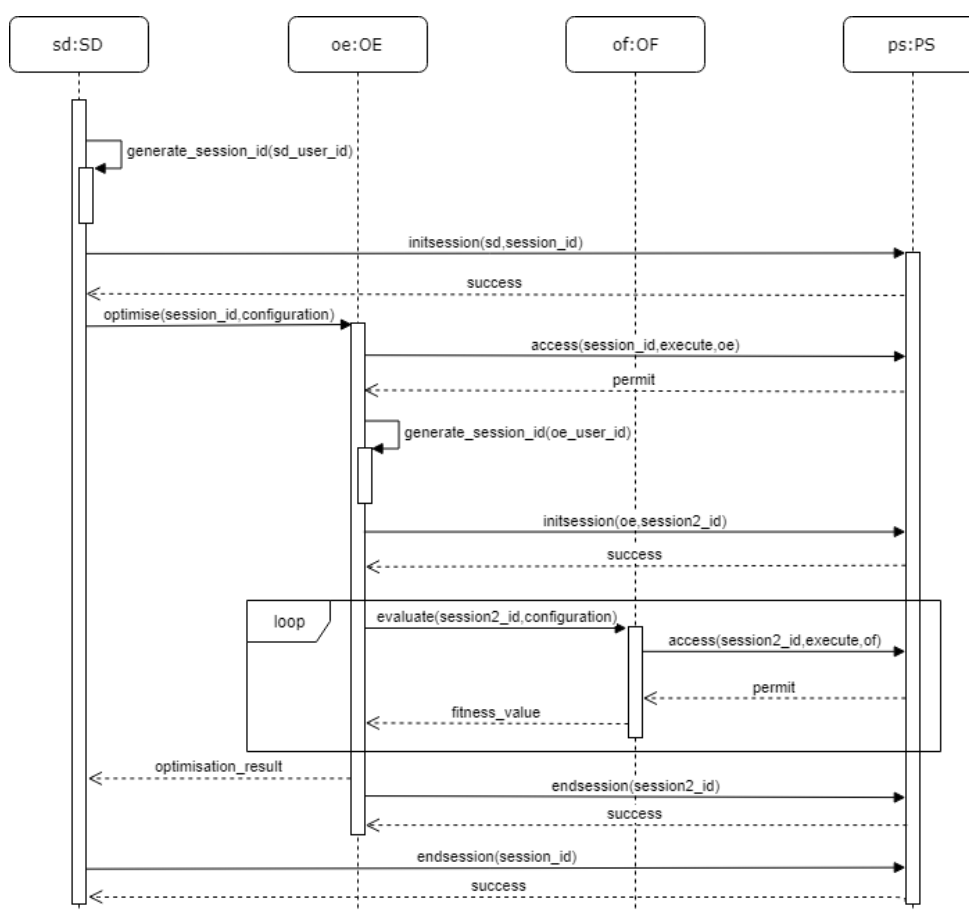 sd:SD
oe:OE
of:OF
ps:PS
generate_session_id(sd_user_id)
initsession(sd,session_id)
success
optimise(session_id,configuration)
access(session_id,execute,oe)
permit
generate_session_id(oe_user_id)
initsession(oe,session2_id)
success
loop
evaluate(session2_id,configuration)
access(session2_id,execute,of)
permit
fitness_value
optimisation_result
endsession(session2_id)
success
endsession(session_id)
success